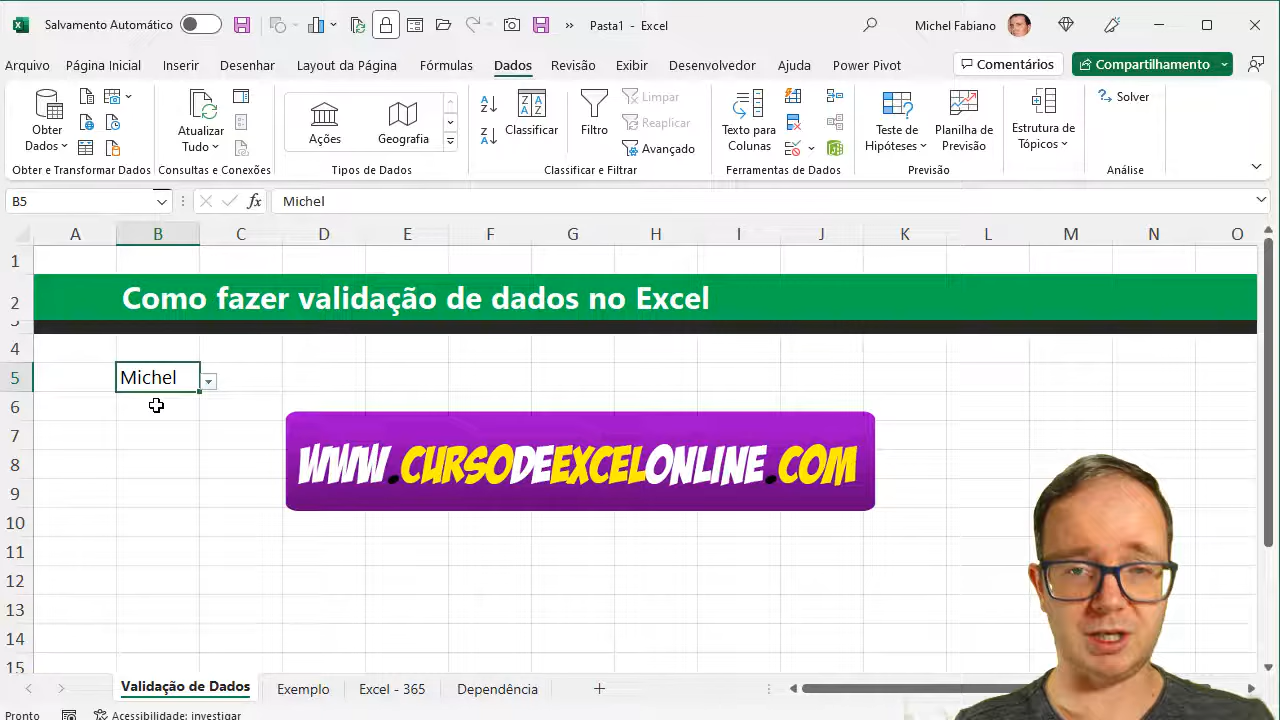 Salvamento Automático
Pasta1 - Excel
Michel Fabiano
Arquivo Página Inicial Inserir Desenhar Layout da Página Fórmulas Dados Revisão Exibir Desenvolvedor Ajuda Power Pivot Comentários Compartilhamento
Obter Dados
Atualizar Tudo
Ações
Geografia
Classificar
Filtro
Limpar
Reaplicar
Avançado
Texto para Colunas
Teste de Hipóteses
Planilha de Previsão
Estrutura de Tópicos
Solver
Obter e Transformar Dados Consultas e Conexões Tipos de Dados Classificar e Filtrar Ferramentas de Dados Previsão Análise
B5 fx Michel
A B C D E F G H I J K L M N O
1
2 Como fazer validação de dados no Excel
3
4
5 Michel
6
7
8 WWW.CURSODEEXCELONLINE.COM
9
10
11
12
13
14
15
Validação de Dados Exemplo Excel - 365 Dependência
Pronto Acessibilidade: investigar